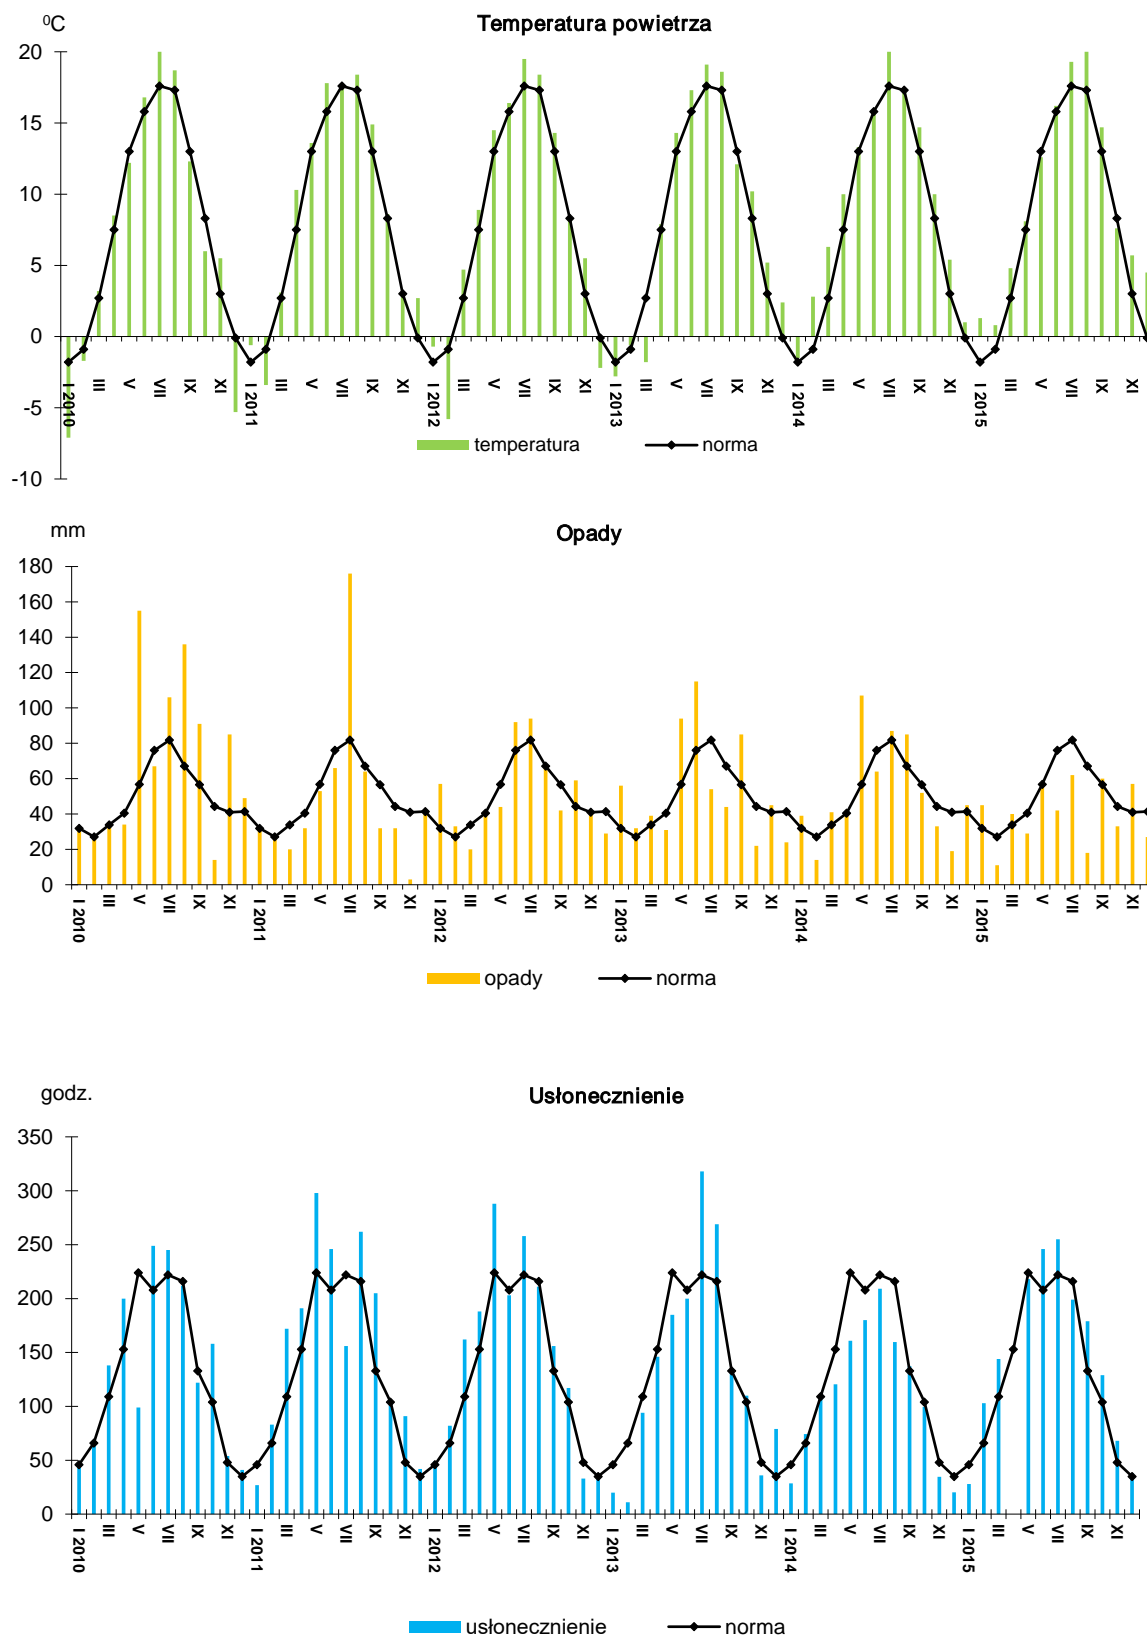 Temperatura powietrza
⁰C
20
15
10
5
0
-5
-10
I 2010 III V VII IX XI I 2011 III V VII IX XI I 2012 III V VII IX XI I 2013 III V VII IX XI I 2014 III V VII IX XI I 2015 III V VII IX XI
temperatura norma
mm
Opady
180
160
140
120
100
80
60
40
20
0
I 2010 III V VII IX XI I 2011 III V VII IX XI I 2012 III V VII IX XI I 2013 III V VII IX XI I 2014 III V VII IX XI I 2015 III V VII IX XI
opady norma
godz.
Usłonecznienie
350
300
250
200
150
100
50
0
I 2010 III V VII IX XI I 2011 III V VII IX XI I 2012 III V VII IX XI I 2013 III V VII IX XI I 2014 III V VII IX XI I 2015 III V VII IX XI
usłonecznienie norma